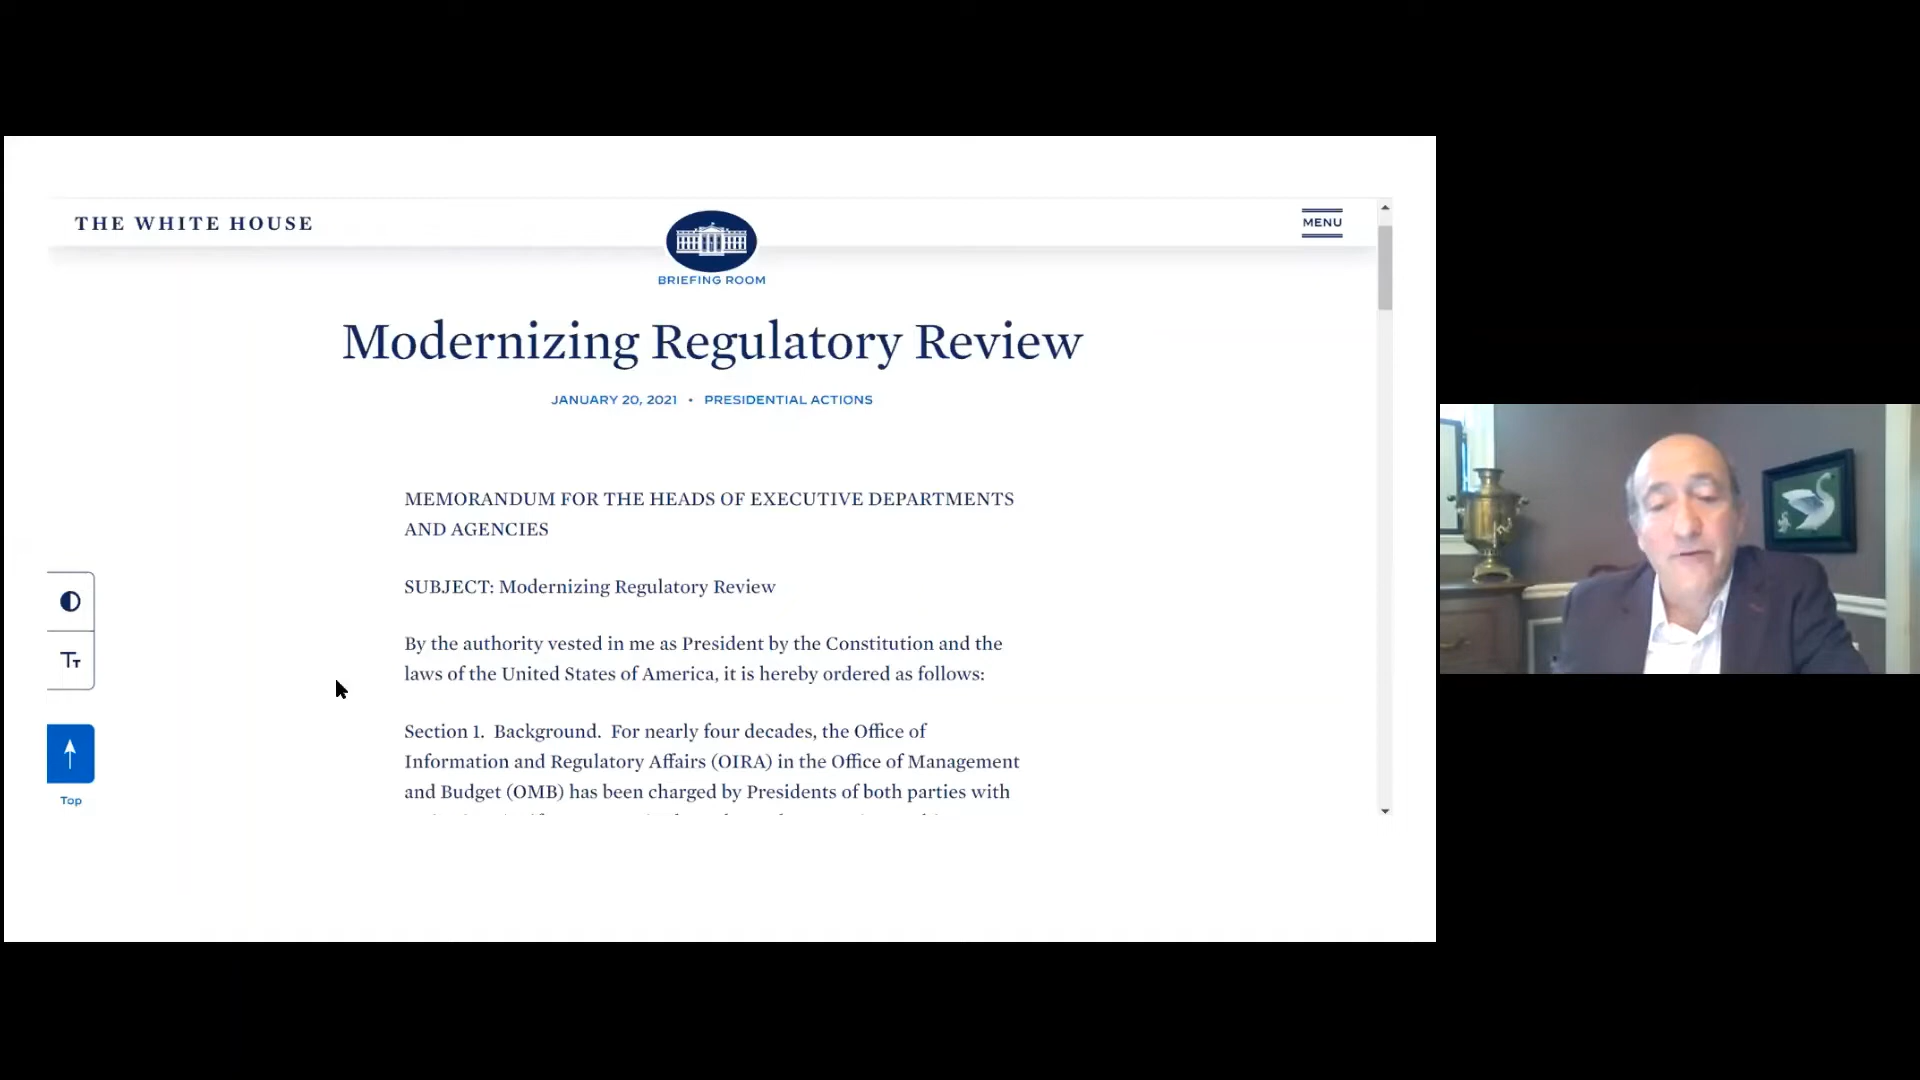 THE WHITE HOUSE
MENU
BRIEFING ROOM
Modernizing Regulatory Review
JANUARY 20, 2021 • PRESIDENTIAL ACTIONS
MEMORANDUM FOR THE HEADS OF EXECUTIVE DEPARTMENTS
AND AGENCIES
SUBJECT: Modernizing Regulatory Review
By the authority vested in me as President by the Constitution and the
laws of the United States of America, it is hereby ordered as follows:
Section 1. Background. For nearly four decades, the Office of
Information and Regulatory Affairs (OIRA) in the Office of Management
and Budget (OMB) has been charged by Presidents of both parties with
Tт
Top